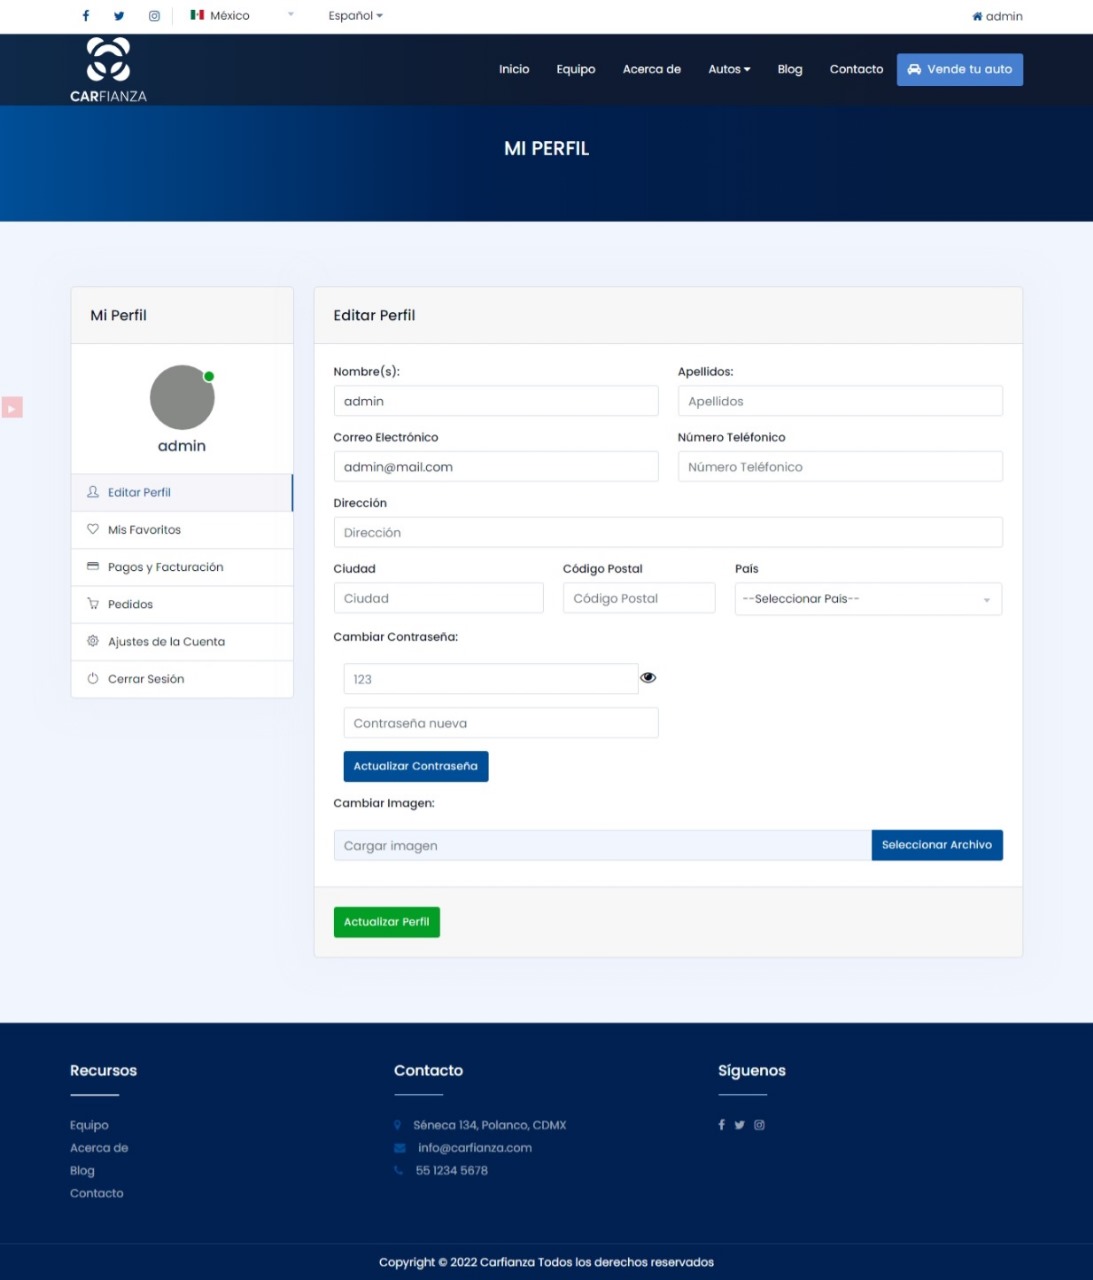 México
Español
admin
CARFIANZA
Inicio
Equipo
Acerca de
Autos
Blog
Contacto
Vende tu auto
MI PERFIL
Mi Perfil
admin
Editar Perfil
Mis Favoritos
Pagos y Facturación
Pedidos
Ajustes de la Cuenta
Cerrar Sesión
Editar Perfil
Nombre(s):
Apellidos:
admin
Apellidos
Correo Electrónico
Número Teléfonico
admin@mail.com
Número Teléfonico
Dirección
Dirección
Ciudad
Código Postal
País
Ciudad
Código Postal
--Seleccionar Pais--
Cambiar Contraseña:
123
Contraseña nueva
Actualizar Contraseña
Cambiar Imagen:
Cargar imagen
Seleccionar Archivo
Actualizar Perfil
Recursos
Equipo
Acerca de
Blog
Contacto
Contacto
Séneca 134, Polanco, CDMX
info@carfianza.com
55 1234 5678
Síguenos
Copyright © 2022 Carfianza Todos los derechos reservados